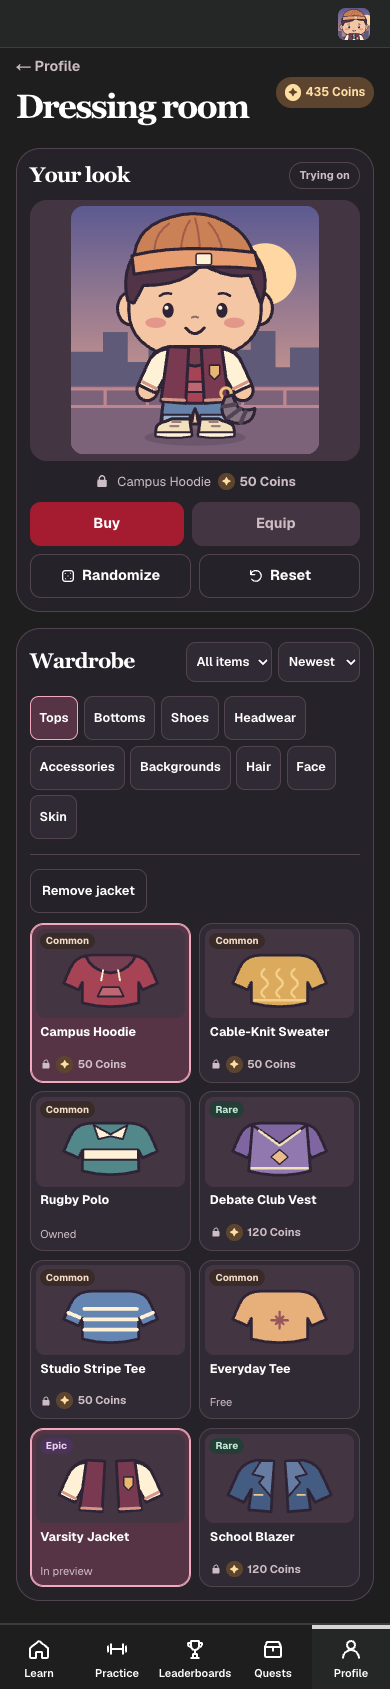 ← Profile
Dressing room
435 Coins
Your look
Trying on
Campus Hoodie 50 Coins
Buy
Equip
Randomize
Reset
Wardrobe
All items
Newest
Tops
Bottoms
Shoes
Headwear
Accessories
Backgrounds
Hair
Face
Skin
Remove jacket
Common
Campus Hoodie
50 Coins
Common
Cable-Knit Sweater
50 Coins
Common
Rugby Polo
Owned
Rare
Debate Club Vest
120 Coins
Common
Studio Stripe Tee
50 Coins
Common
Everyday Tee
Free
Epic
Varsity Jacket
In preview
Rare
School Blazer
120 Coins
Learn
Practice
Leaderboards
Quests
Profile